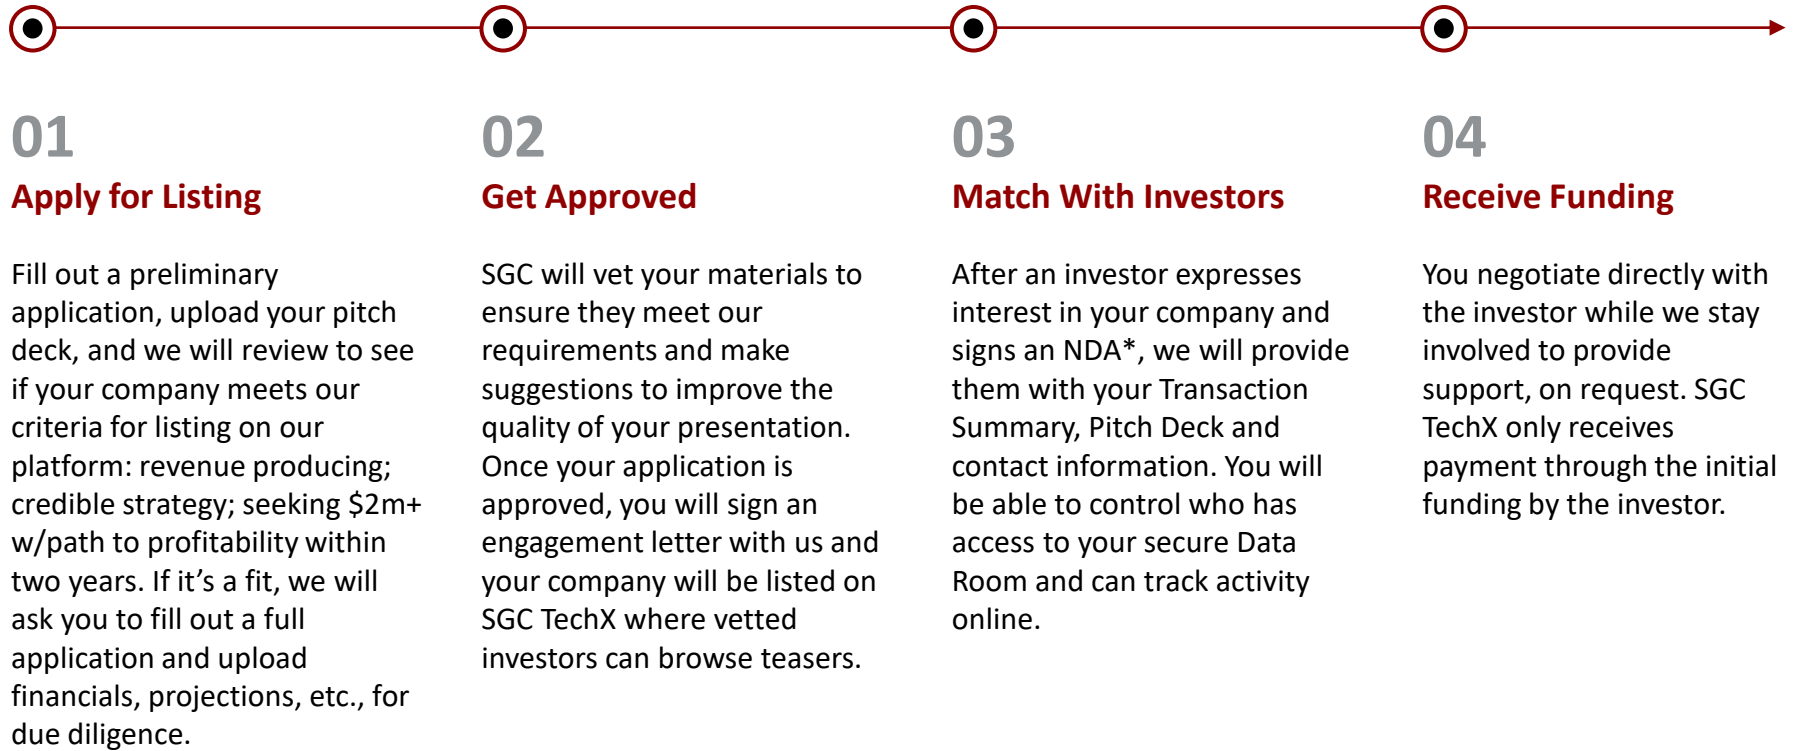 01
Apply for Listing
Fill out a preliminary
application, upload your pitch
deck, and we will review to see
if your company meets our
criteria for listing on our
platform: revenue producing;
credible strategy; seeking $2m+
w/path to profitability within
two years. If it’s a fit, we will
ask you to fill out a full
application and upload
financials, projections, etc., for
due diligence.
02
Get Approved
SGC will vet your materials to
ensure they meet our
requirements and make
suggestions to improve the
quality of your presentation.
Once your application is
approved, you will sign an
engagement letter with us and
your company will be listed on
SGC TechX where vetted
investors can browse teasers.
03
Match With Investors
After an investor expresses
interest in your company and
signs an NDA*, we will provide
them with your Transaction
Summary, Pitch Deck and
contact information. You will
be able to control who has
access to your secure Data
Room and can track activity
online.
04
Receive Funding
You negotiate directly with
the investor while we stay
involved to provide
support, on request. SGC
TechX only receives
payment through the initial
funding by the investor.